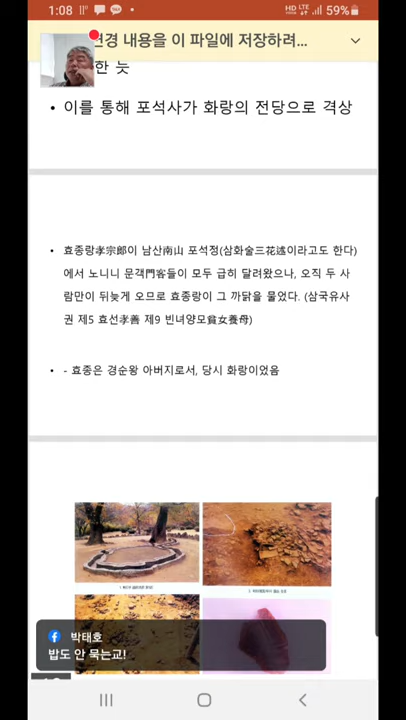 1:08
HD LTE 59%
변경 내용을 이 파일에 저장하려...
한 듯
• 이를 통해 포석사가 화랑의 전당으로 격상
• 효종랑孝宗郎이 남산南山 포석정(삼화술三花述이라고도 한다)
에서 노니니 문객門客들이 모두 급히 달려왔으나, 오직 두 사
람만이 뒤늦게 오므로 효종랑이 그 까닭을 물었다. (삼국유사
권 제5 효선孝善 제9 빈녀양모貧女養母)
• - 효종은 경순왕 아버지로서, 당시 화랑이었음
박태호
밥도 안 묵는교!